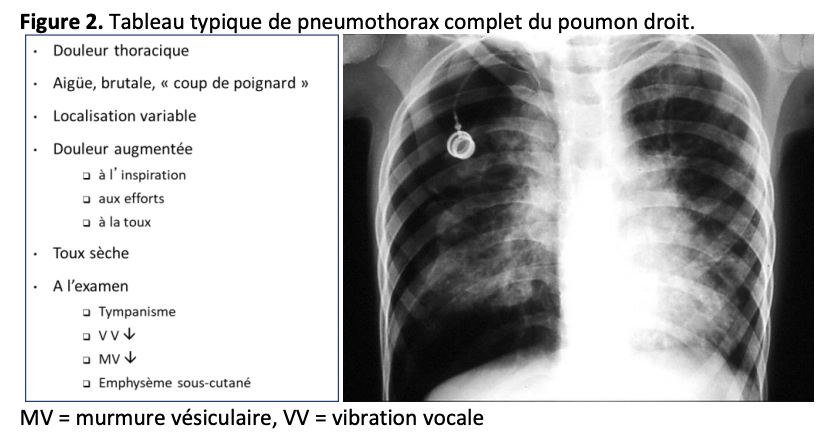 Figure 2. Tableau typique de pneumothorax complet du poumon droit.
· Douleur thoracique
· Aigüe, brutale, « coup de poignard »
· Localisation variable
· Douleur augmentée
❑ à l’ inspiration
❑ aux efforts
❑ à la toux
· Toux sèche
· A l’examen
❑ Tympanisme
❑ V V ↓
❑ MV ↓
❑ Emphysème sous-cutané
MV = murmure vésiculaire, VV = vibration vocale